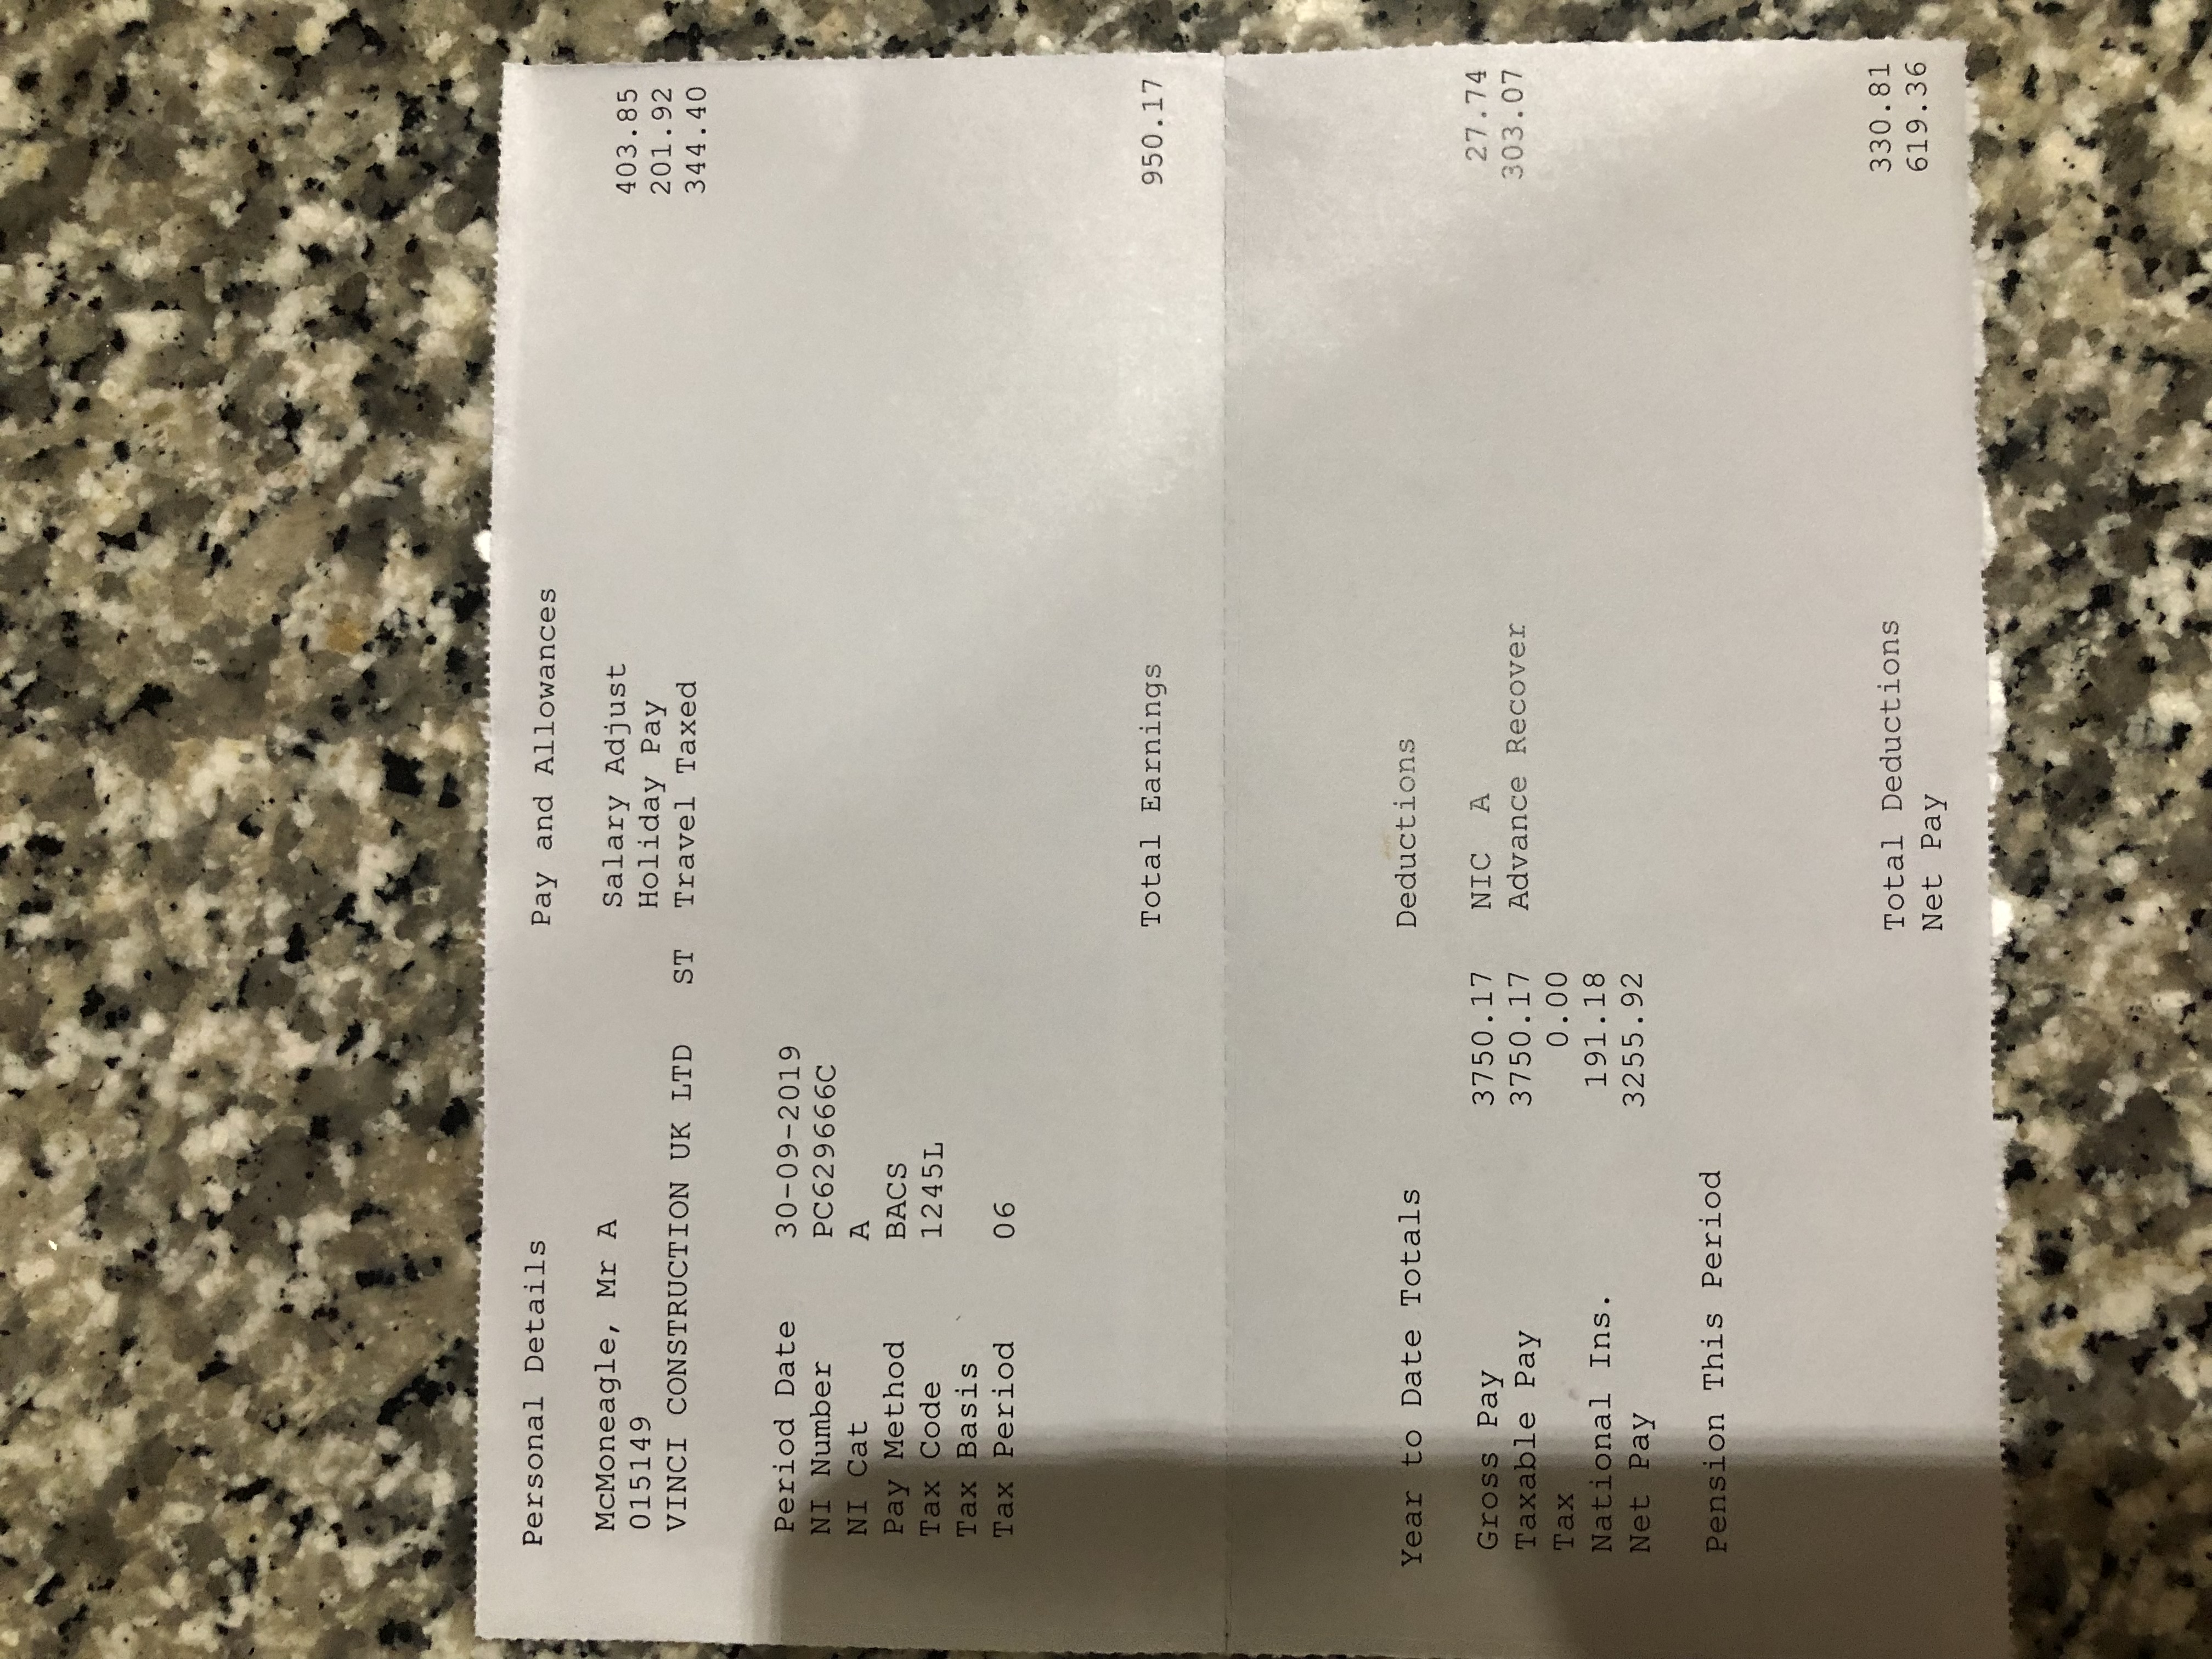 Personal Details
Pay and Allowances
McMoneagle, Mr A
015149
VINCI CONSTRUCTION UK LTD ST
Salary Adjust 403.85
Holiday Pay 201.92
Travel Taxed 344.40
Period Date 30-09-2019
NI Number PC629666C
NI Cat A
Pay Method BACS
Tax Code 1245L
Tax Basis
Tax Period 06
Total Earnings 950.17
Year to Date Totals
Gross Pay 3750.17
Taxable Pay 3750.17
Tax 0.00
National Ins. 191.18
Net Pay 3255.92
Pension This Period
Deductions
NIC A 27.74
Advance Recover 303.07
Total Deductions 330.81
Net Pay 619.36